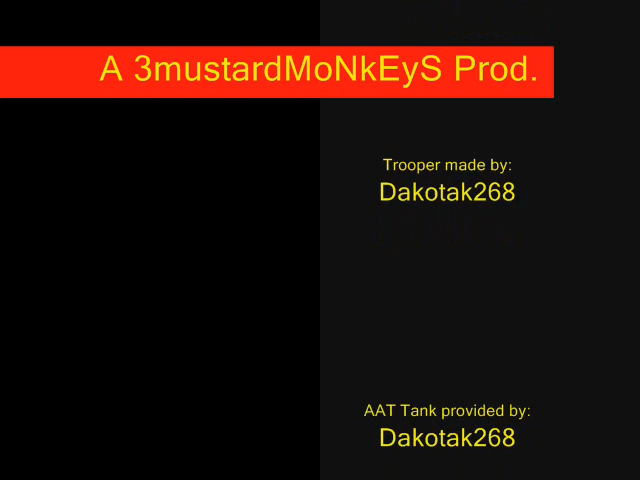 A 3mustardMoNkEyS Prod.
Trooper made by:
Dakotak268
AAT Tank provided by:
Dakotak268